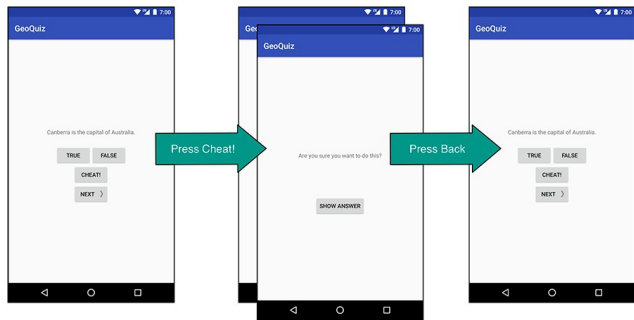 7:00
GeoQuiz
Canberra is the capital of Australia.
TRUE FALSE
CHEAT!
NEXT
Press Cheat!
7:00
Geo
7:00
GeoQuiz
Are you sure you want to do this?
SHOW ANSWER
Press Back
7:00
GeoQuiz
Canberra is the capital of Australia.
TRUE FALSE
CHEAT!
NEXT